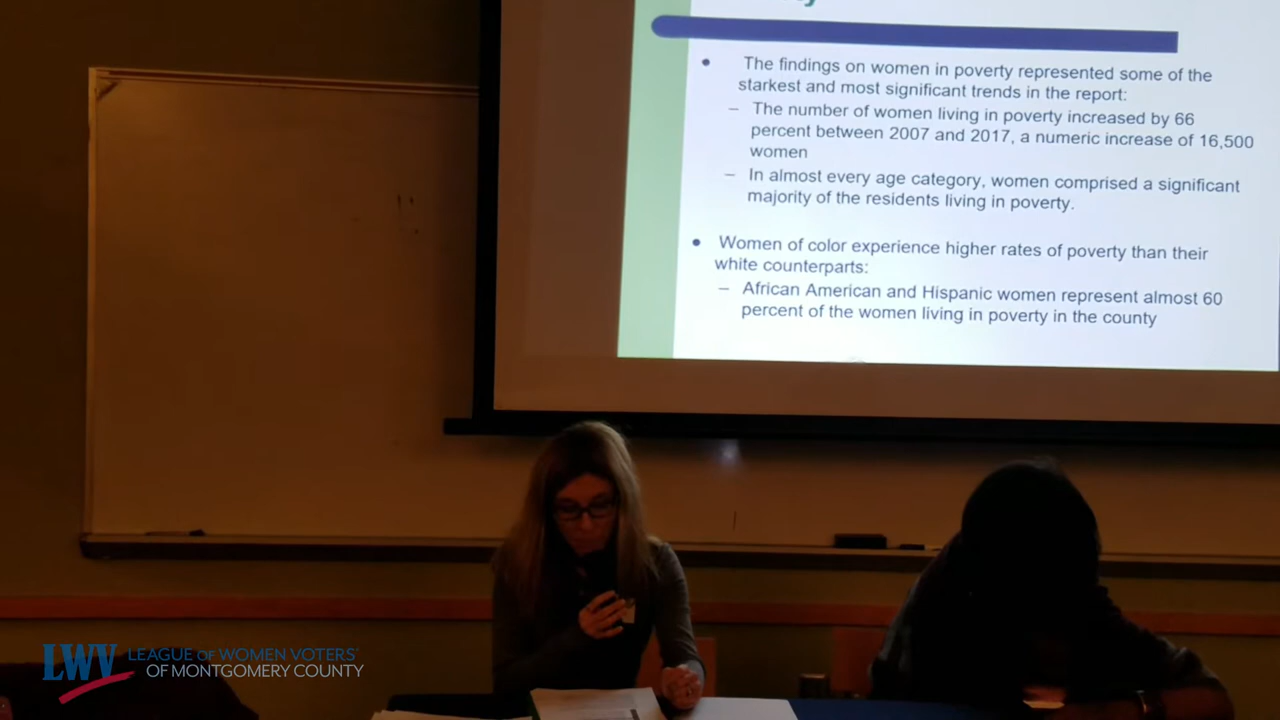 The findings on women in poverty represented some of the
starkest and most significant trends in the report:
The number of women living in poverty increased by 66
percent between 2007 and 2017, a numeric increase of 16,500
women
In almost every age category, women comprised a significant
majority of the residents living in poverty.
Women of color experience higher rates of poverty than their
white counterparts:
African American and Hispanic women represent almost 60
percent of the women living in poverty in the county
LWV LEAGUE OF WOMEN VOTERS®
OF MONTGOMERY COUNTY